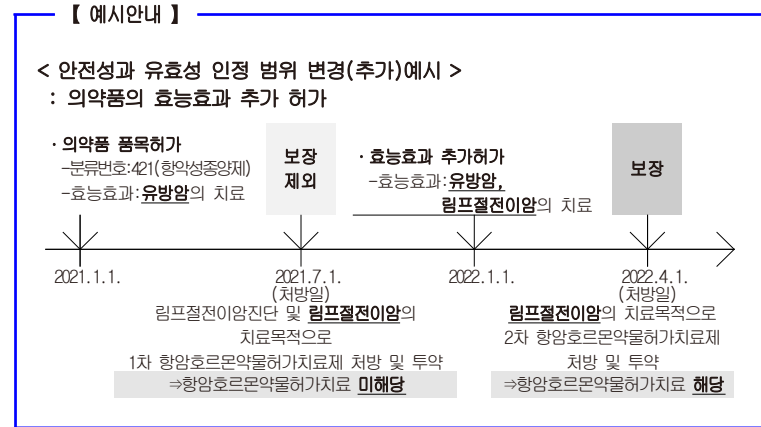 【 예시안내 】
< 안전성과 유효성 인정 범위 변경(추가)예시 >
: 의약품의 효능효과 추가 허가
· 의약품 품목허가
-분류번호:421(항악성종양제)
-효능효과:유방암의 치료
보장
제외
· 효능효과 추가허가
-효능효과:유방암,
림프절전이암의 치료
보장
2021.1.1.
2021.7.1.
(처방일)
2022.1.1.
2022.4.1.
(처방일)
림프절전이암진단 및 림프절전이암의
치료목적으로
1차 항암호르몬약물허가치료제 처방 및 투약
⇒항암호르몬약물허가치료 미해당
림프절전이암의 치료목적으로
2차 항암호르몬약물허가치료제
처방 및 투약
⇒항암호르몬약물허가치료 해당